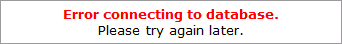 Error connecting to database.
Please try again later.